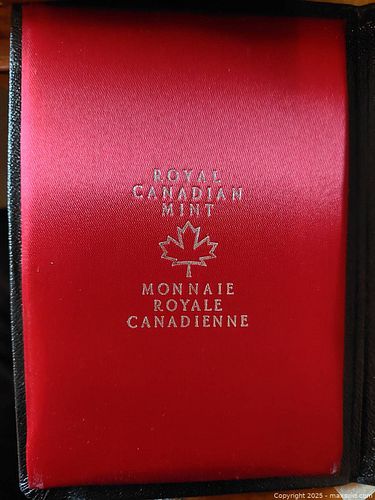 ROYAL
CANADIAN
MINT
MONNAIE
ROYALE
CANADIENNE
Copyright 2025 - maxsold.com